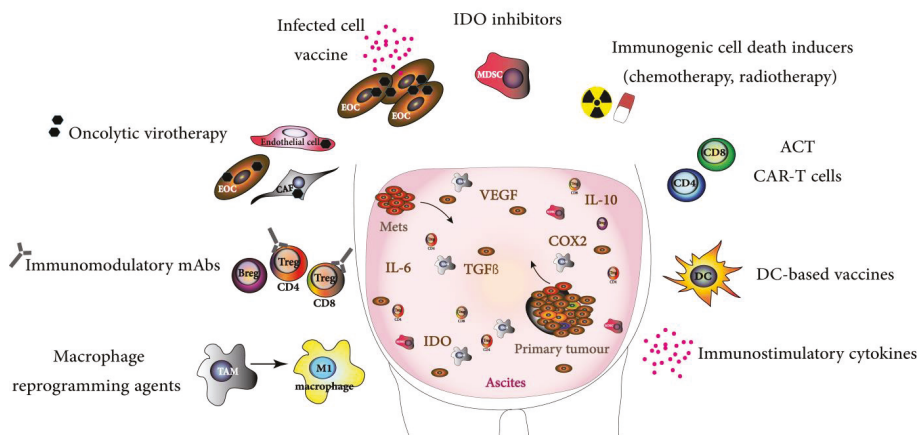 Infected cell
vaccine
IDO inhibitors
Immunogenic cell death inducers
(chemotherapy, radiotherapy)
MDSC
EOC
EOC
Oncolytic virotherapy
Endothelial cell
EOC
CAF
CD8
CD4
ACT
CAR-T cells
VEGF
IL-10
Mets
COX2
IL-6
TGFß
IDO
Primary tumour
Ascites
Immunomodulatory mAbs
Breg
Treg
CD4
Treg
CD8
DC
DC-based vaccines
Macrophage
reprogramming agents
TAM
M1
macrophage
Immunostimulatory cytokines